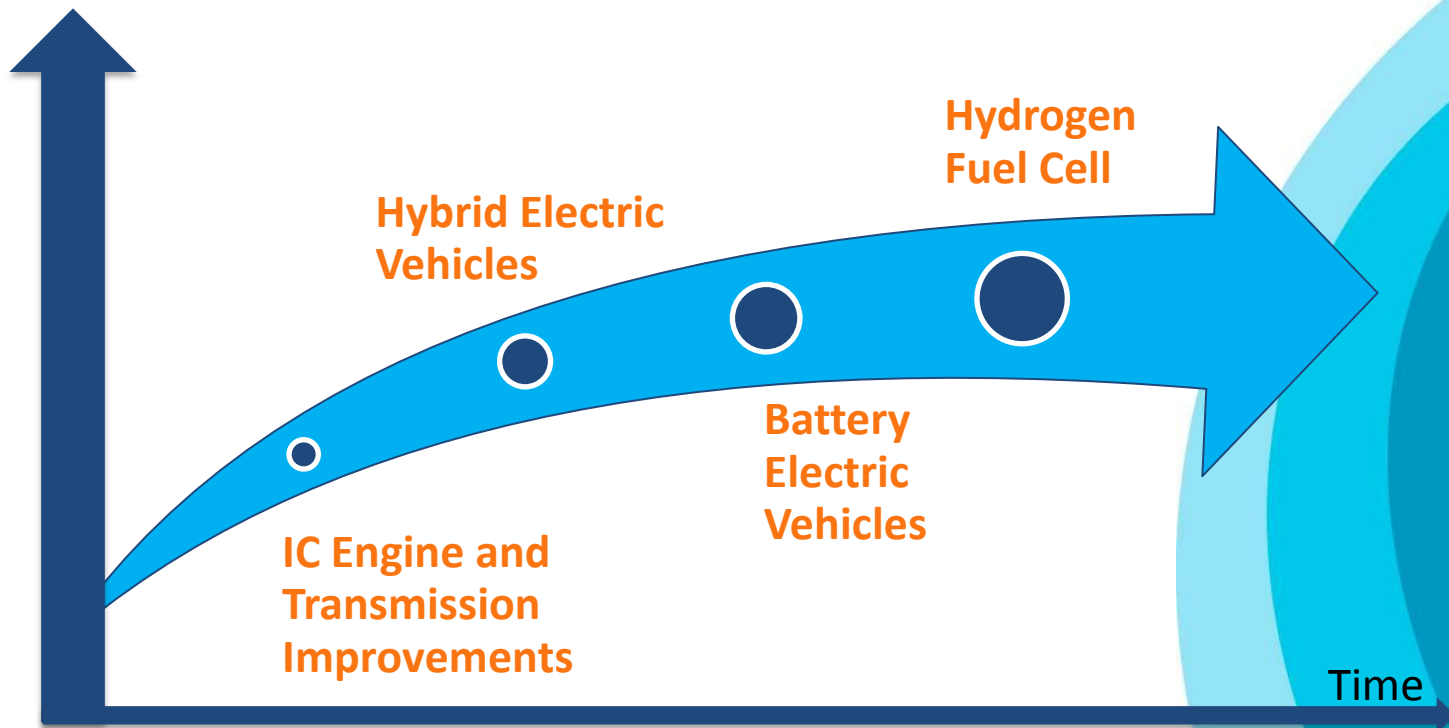 Hydrogen
Fuel Cell
Hybrid Electric
Vehicles
Battery
Electric
Vehicles
IC Engine and
Transmission
Improvements
Time